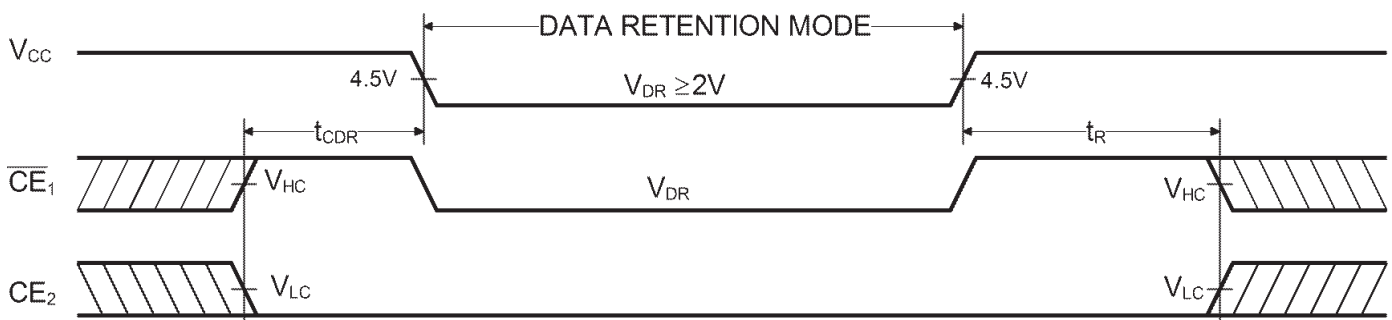 DATA RETENTION MODE
VCC
4.5V
VDR ≥2V
4.5V
tCDR
tR
CE1
VHC
VDR
VHC
CE2
VLC
VLC